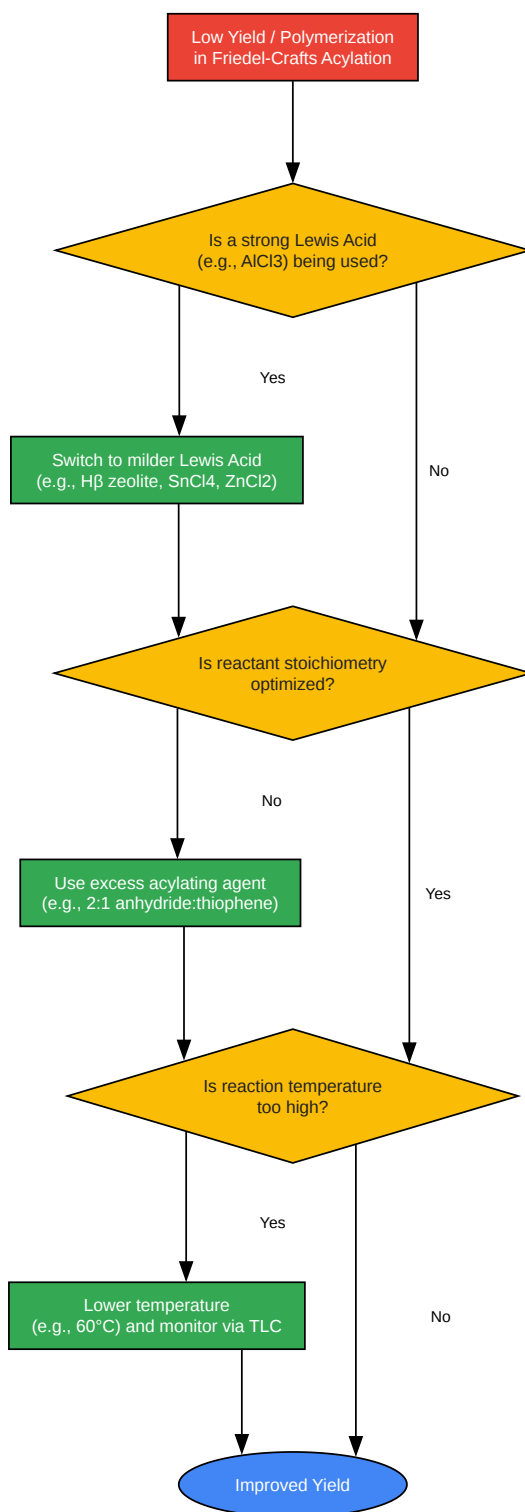 Low Yield / Polymerization
in Friedel-Crafts Acylation
Is a strong Lewis Acid
(e.g., AlCl3) being used?
Yes
Switch to milder Lewis Acid
(e.g., Hβ zeolite, SnCl4, ZnCl2)
No
Is reactant stoichiometry
optimized?
No
Use excess acylating agent
(e.g., 2:1 anhydride:thiophene)
Yes
Is reaction temperature
too high?
Yes
Lower temperature
(e.g., 60°C) and monitor via TLC
No
Improved Yield